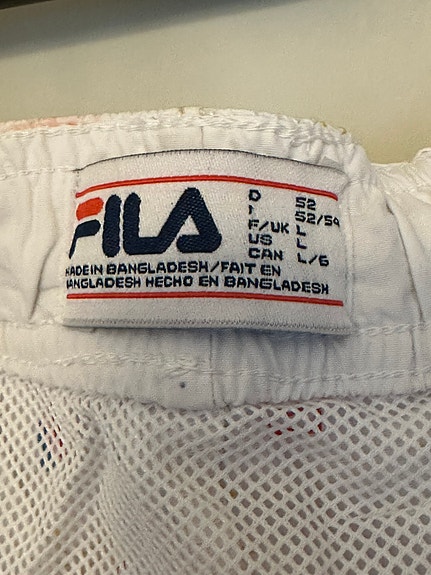 FILA
D 52
I 52/54
F/UK L
US L
CAN L/G
MADE IN BANGLADESH/FAIT EN
BANGLADESH HECHO EN BANGLADESH